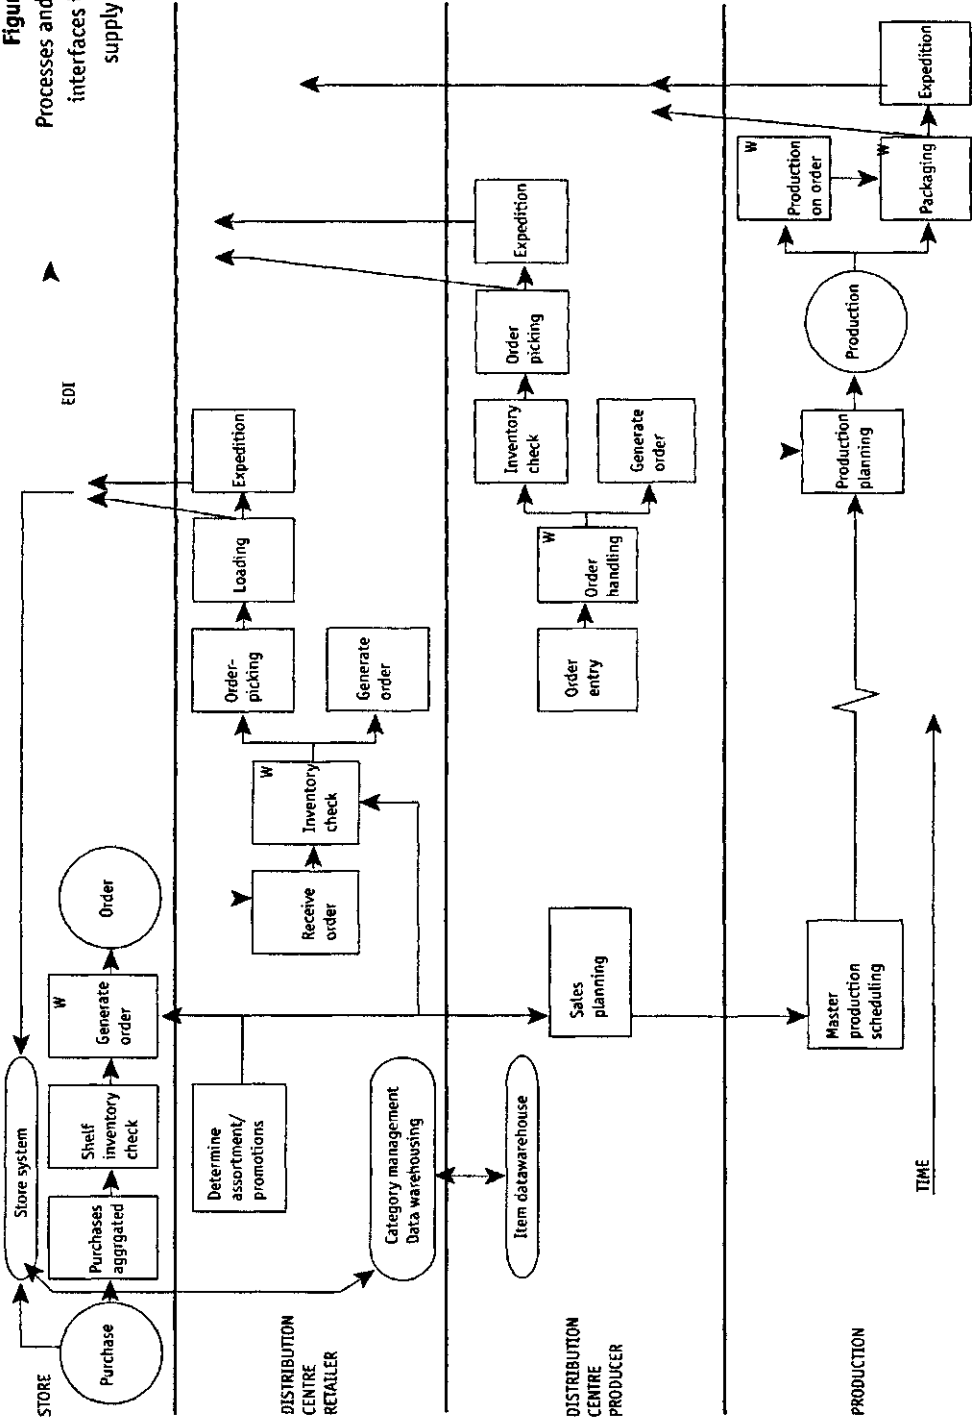 Figur
Processes and
interfaces
supply
STORE
Store system
Purchase
Purchases
aggrgated
Shelf
inventory
check
W
Generate
order
Order
EDI
DISTRIBUTION
CENTRE
RETAILER
Determine
assortment/
promotions
Category management
Data warehousing
Receive
order
W
Inventory
check
Order-
picking
Generate
order
Loading
Expedition
DISTRIBUTION
CENTRE
PRODUCER
Item datawarehouse
Sales
planning
Order
entry
W
Order
handling
Inventory
check
Generate
order
Order
picking
Expedition
PRODUCTION
Master
production
scheduling
Production
planning
Production
W
Production
on order
W
Packaging
Expedition
TIME